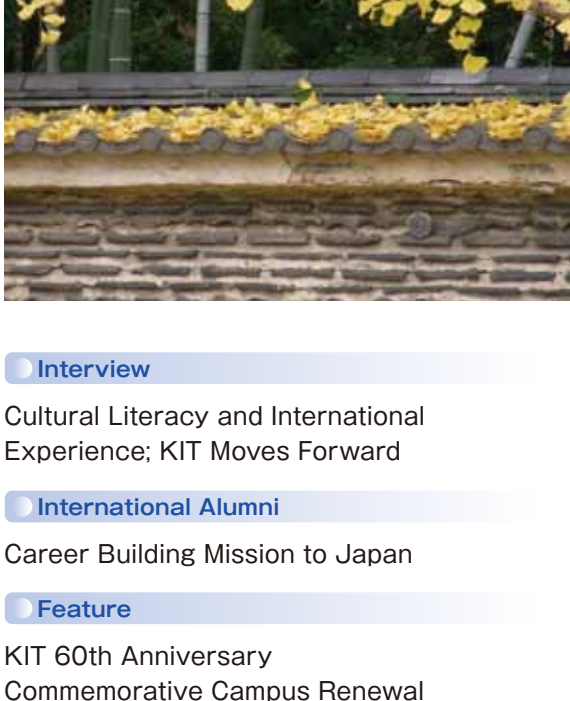 Interview
Cultural Literacy and International
Experience; KIT Moves Forward
International Alumni
Career Building Mission to Japan
Feature
KIT 60th Anniversary
Commemorative Campus Renewal